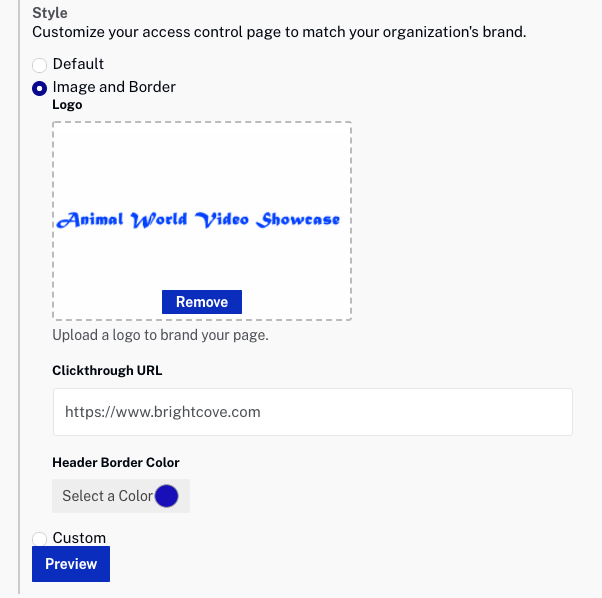 Style
Customize your access control page to match your organization's brand.
Default
Image and Border
Logo
Animal World Video Showcase
Remove
Upload a logo to brand your page.
Clickthrough URL
https://www.brightcove.com
Header Border Color
Select a Color
Custom
Preview